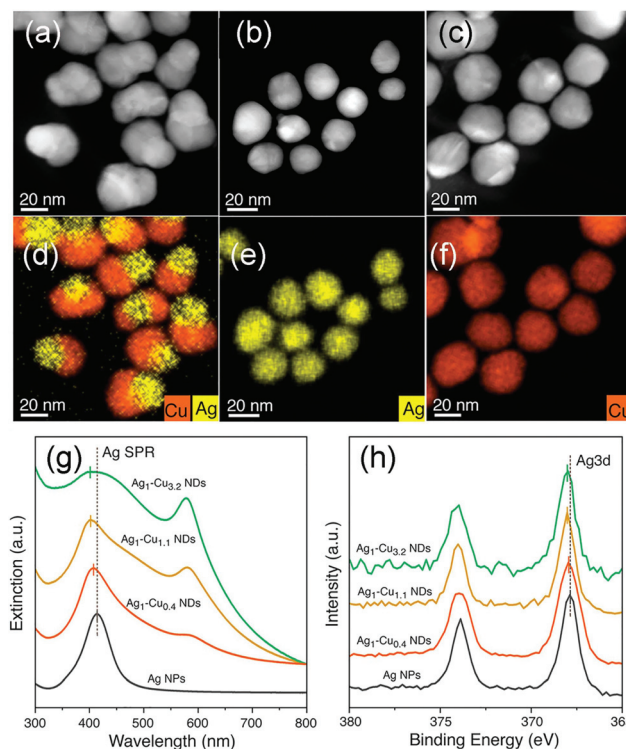 (a)
(b)
(c)
20 nm
20 nm
20 nm
(d)
(e)
(f)
20 nm
Cu
Ag
20 nm
Ag
20 nm
Cu
(g)
Ag SPR
Ag₁-Cu₃.₂ NDs
Ag₁-Cu₁.₁ NDs
Ag₁-Cu₀.₄ NDs
Ag NPs
Extinction (a.u.)
300 400 500 600 700 800
Wavelength (nm)
(h)
Ag3d
Ag₁-Cu₃.₂ NDs
Ag₁-Cu₁.₁ NDs
Ag₁-Cu₀.₄ NDs
Ag NPs
Intensity (a.u.)
380 375 370 36
Binding Energy (eV)